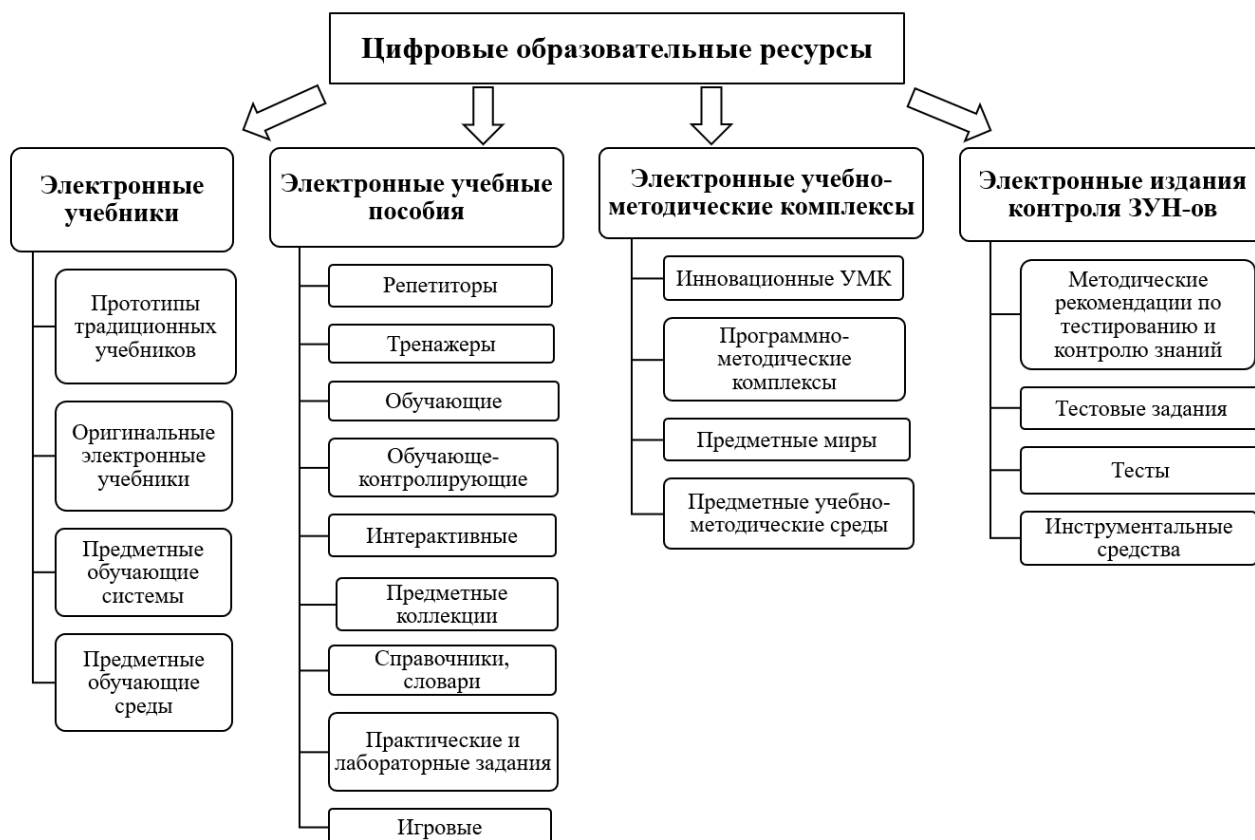 Цифровые образовательные ресурсы
Электронные
учебники
Прототипы
традиционных
учебников
Оригинальные
электронные
учебники
Предметные
обучающие
системы
Предметные
обучающие
среды
Электронные учебные
пособия
Репетиторы
Тренажеры
Обучающие
Обучающе-
контролирующие
Интерактивные
Предметные
коллекции
Справочники,
словари
Практические и
лабораторные задания
Игровые
Электронные учебно-
методические комплексы
Инновационные УМК
Программно-
методические
комплексы
Предметные миры
Предметные учебно-
методические среды
Электронные издания
контроля ЗУН-ов
Методические
рекомендации по
тестированию и
контролю знаний
Тестовые задания
Тесты
Инструментальные
средства